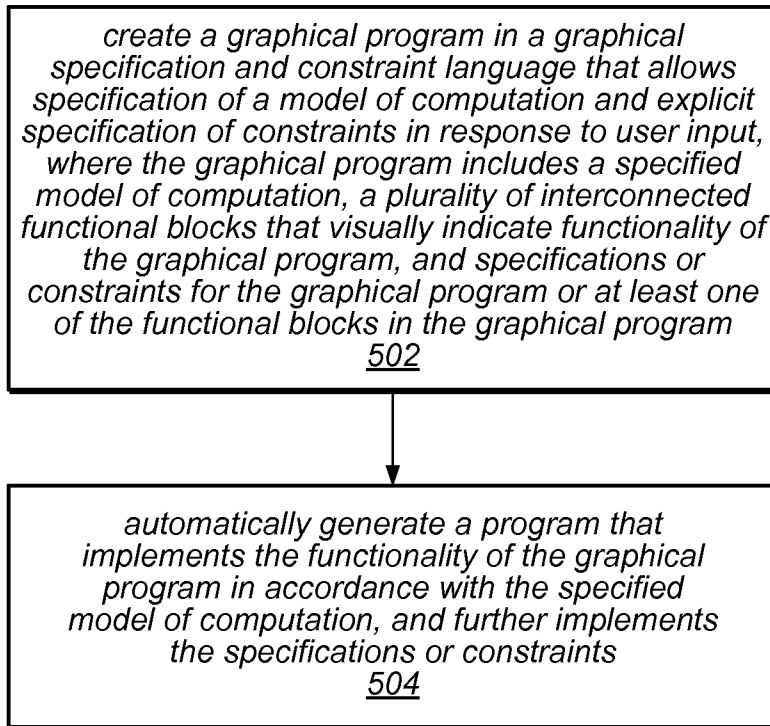 create a graphical program in a graphical
specification and constraint language that allows
specification of a model of computation and explicit
specification of constraints in response to user input,
where the graphical program includes a specified
model of computation, a plurality of interconnected
functional blocks that visually indicate functionality of
the graphical program, and specifications or
constraints for the graphical program or at least one
of the functional blocks in the graphical program
502
automatically generate a program that
implements the functionality of the graphical
program in accordance with the specified
model of computation, and further implements
the specifications or constraints
504